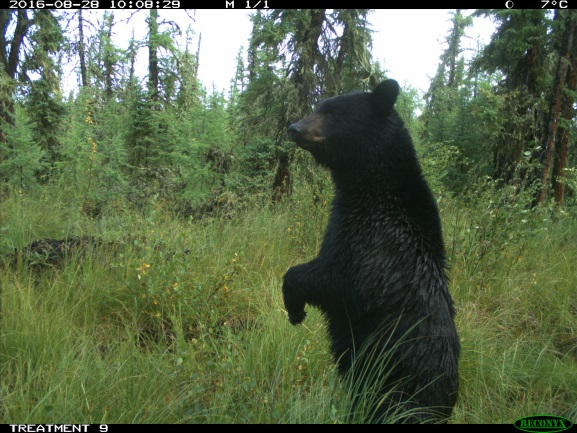 2016-08-28 10:08:29 M 1/1 7°C
TREATMENT 9 RECONYX